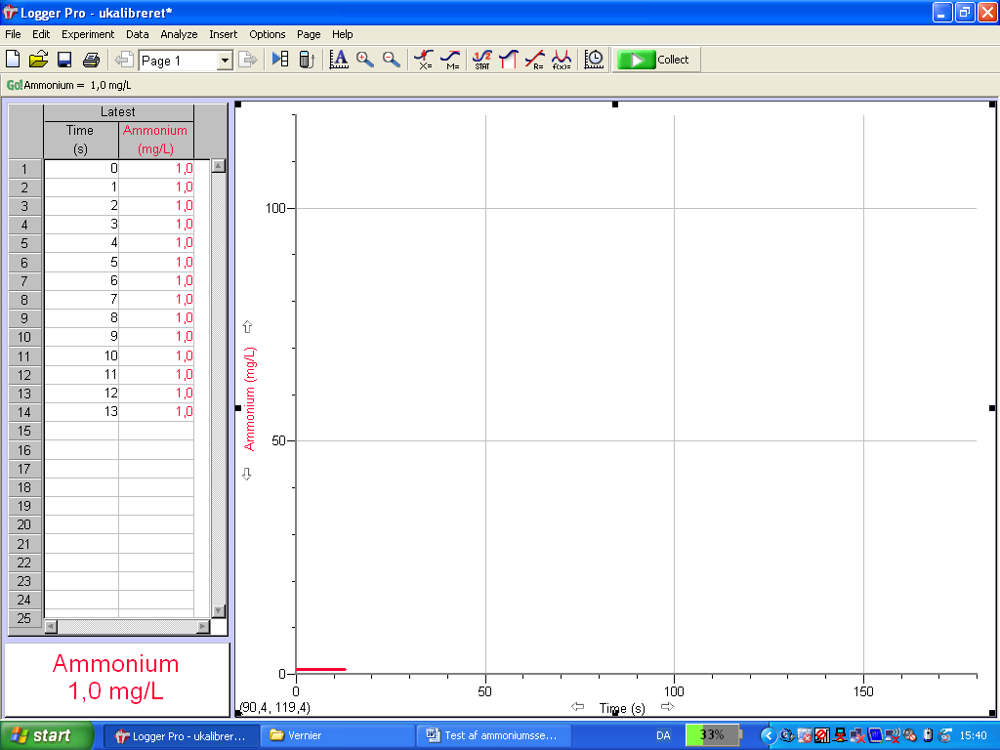 Logger Pro - ukalibreret*
File Edit Experiment Data Analyze Insert Options Page Help
Page 1
X=
M=
1/2
STAT
R=
f(x)=
Collect
Go! Ammonium = 1,0 mg/L
Latest
Time Ammonium
(s) (mg/L)
1 0 1,0
2 1 1,0
3 2 1,0
4 3 1,0
5 4 1,0
6 5 1,0
7 6 1,0
8 7 1,0
9 8 1,0
10 9 1,0
11 10 1,0
12 11 1,0
13 12 1,0
14 13 1,0
15
16
17
18
19
20
21
22
23
24
25
Ammonium
1,0 mg/L
Ammonium (mg/L)
100
50
0
0 50 100 150
(90,4, 119,4)
Time (s)
start
Logger Pro - ukalibrer...
Vernier
Test af ammoniumsse...
DA
33%
15:40